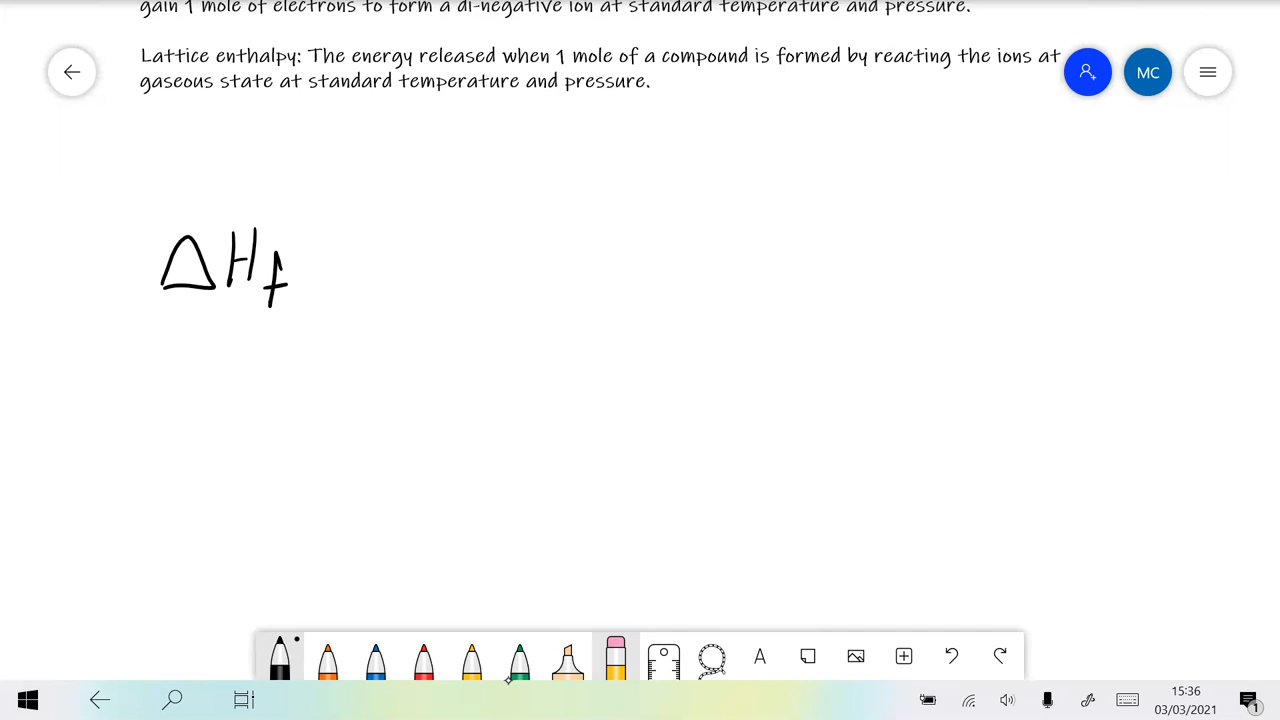 gain 1 mole of electrons to form a di-negative ion at standard temperature and pressure.
Lattice enthalpy: The energy released when 1 mole of a compound is formed by reacting the ions at
gaseous state at standard temperature and pressure.
MC
ΔHf
A
15:36
03/03/2021
1